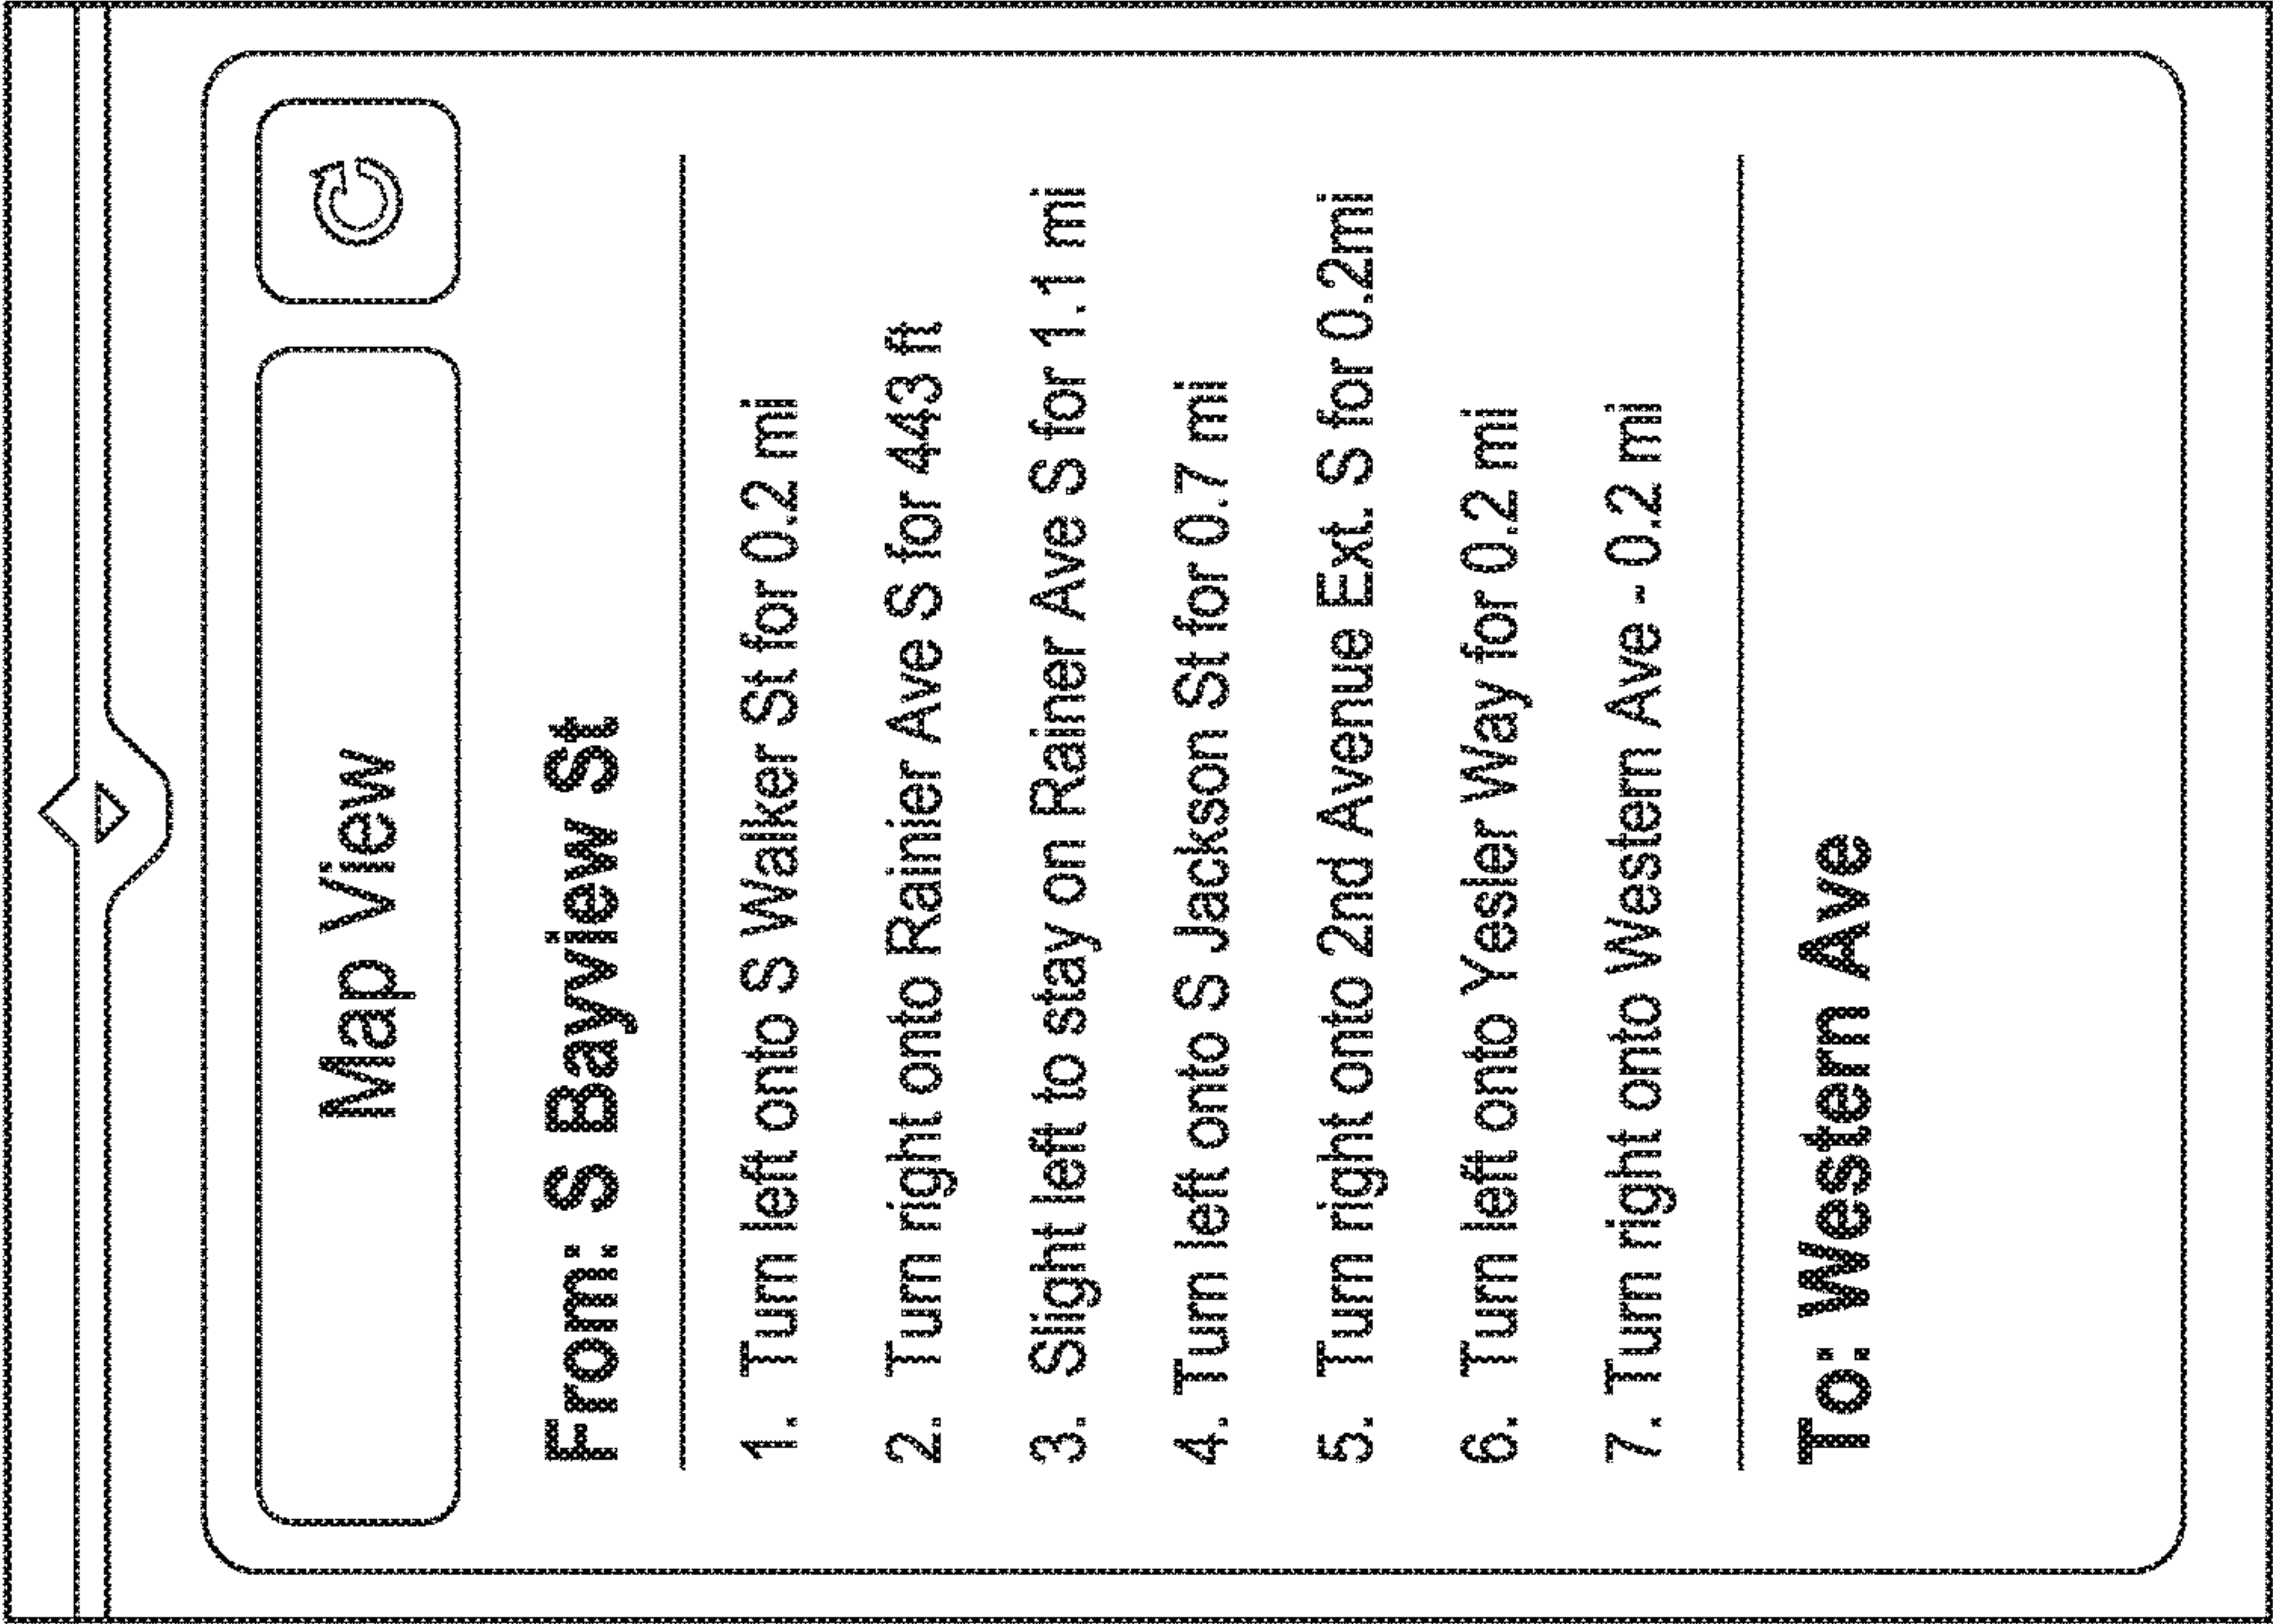 Map View
From: S Bayview St
1. Turn left onto S Walker St for 0.2 mi
2. Turn right onto Rainier Ave S for 443 ft
3. Slight left to stay on Rainer Ave S for 1.1 mi
4. Turn left onto S Jackson St for 0.7 mi
5. Turn right onto 2nd Avenue Ext. S for 0.2mi
6. Turn left onto Yesler Way for 0.2 mi
7. Turn right onto Western Ave - 0.2 mi
To: Western Ave